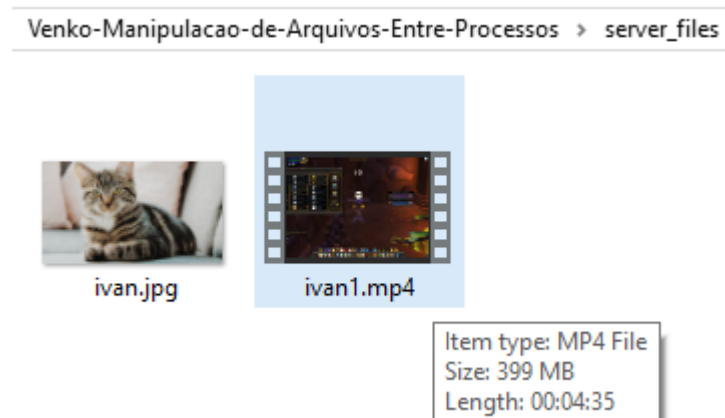 Venko-Manipulacao-de-Arquivos-Entre-Processos > server_files
ivan.jpg
ivan1.mp4
Item type: MP4 File
Size: 399 MB
Length: 00:04:35